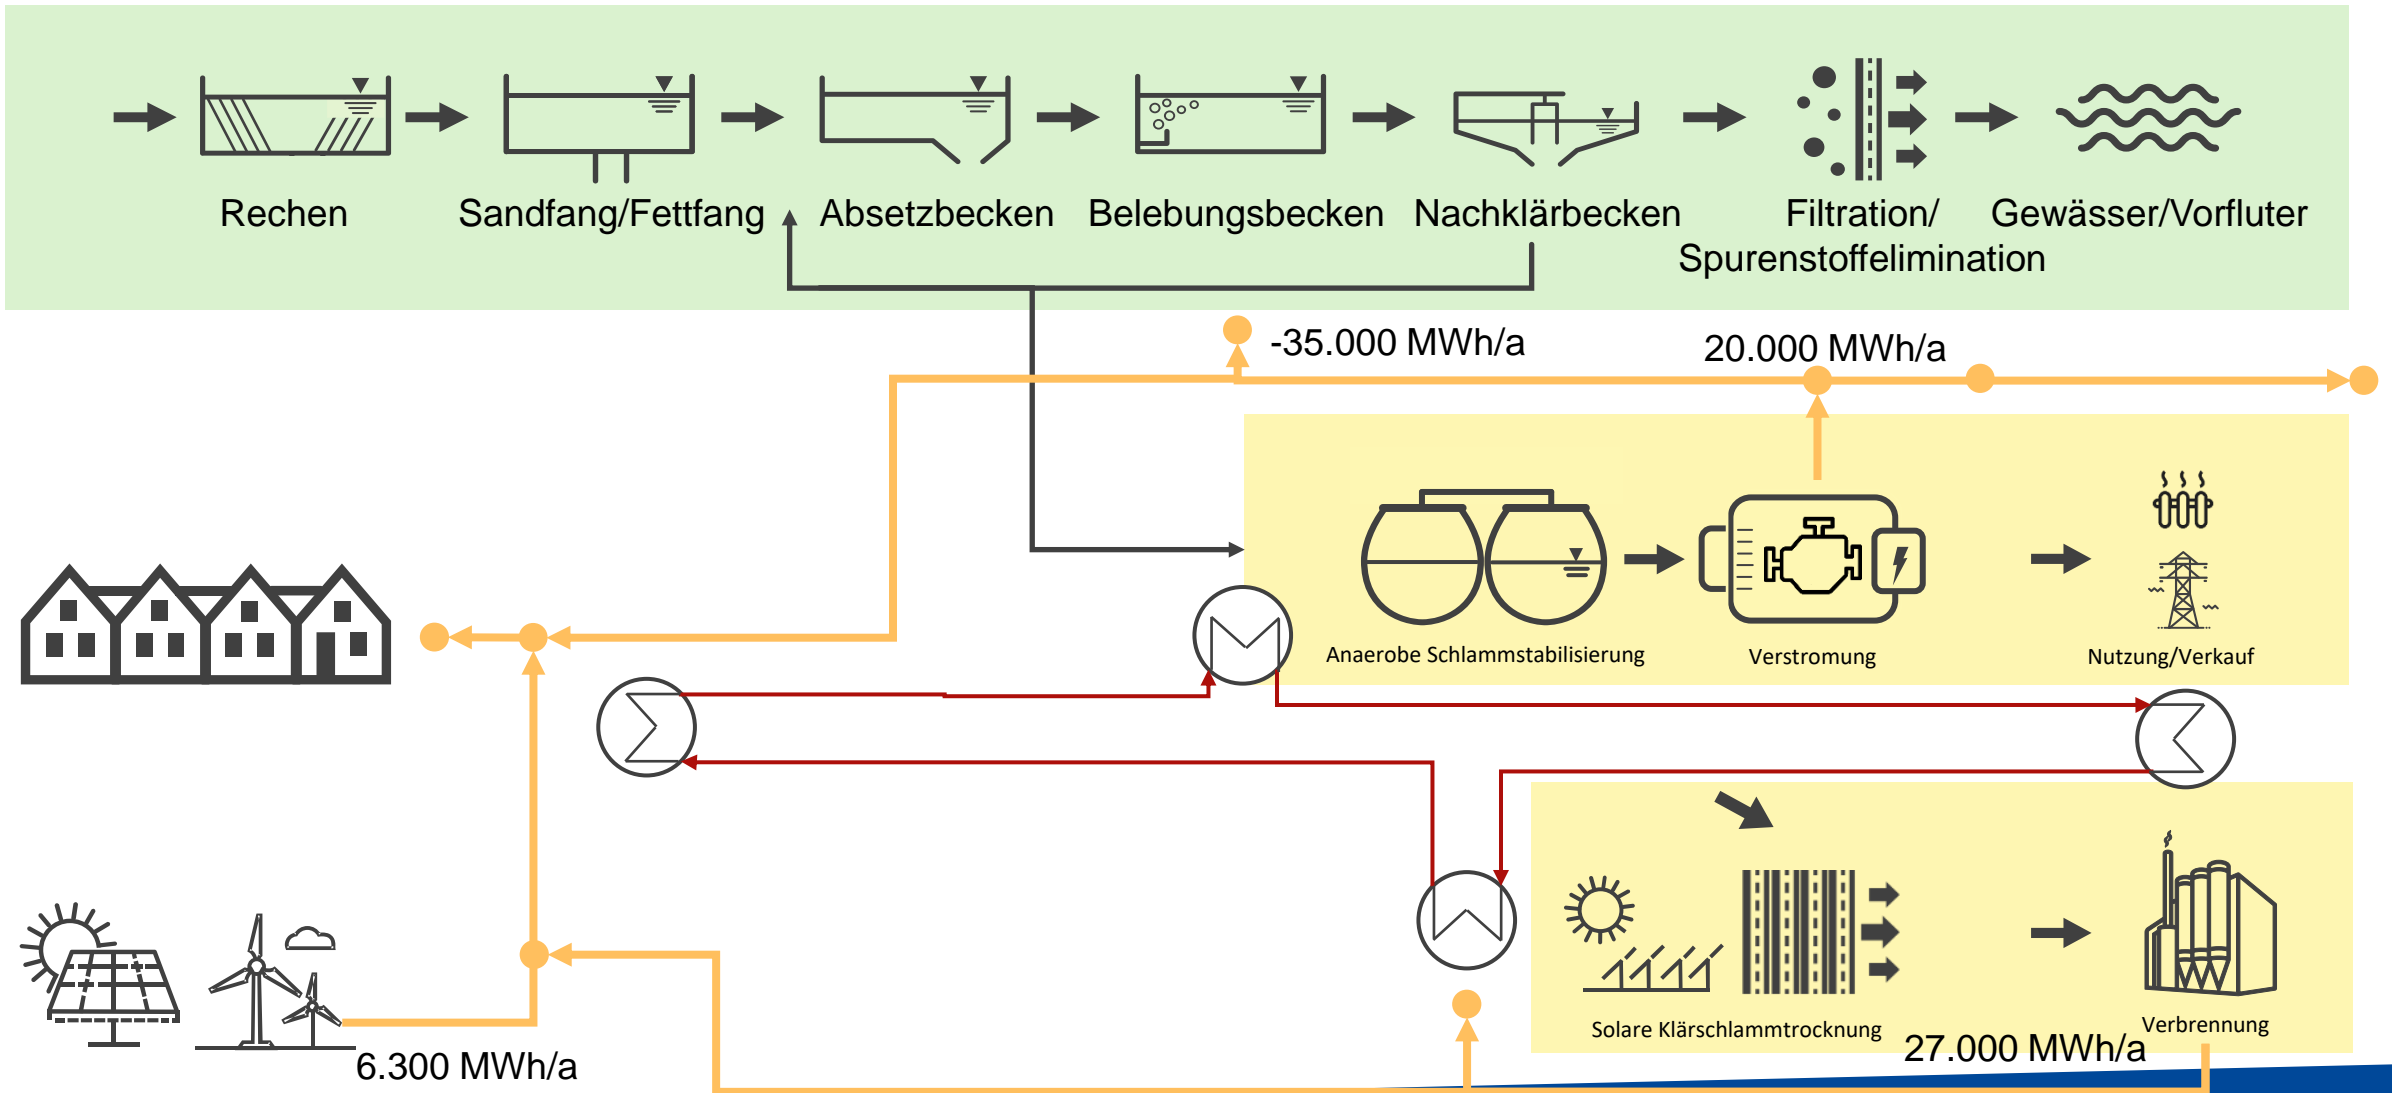 Rechen
Sandfang/Fettfang
Absetzbecken
Belebungsbecken
Nachklärbecken
Filtration/
Spurenstoffelimination
Gewässer/Vorfluter
-35.000 MWh/a
20.000 MWh/a
Anaerobe Schlammstabilisierung
Verstromung
Nutzung/Verkauf
Solare Klärschlammtrocknung
Verbrennung
27.000 MWh/a
6.300 MWh/a